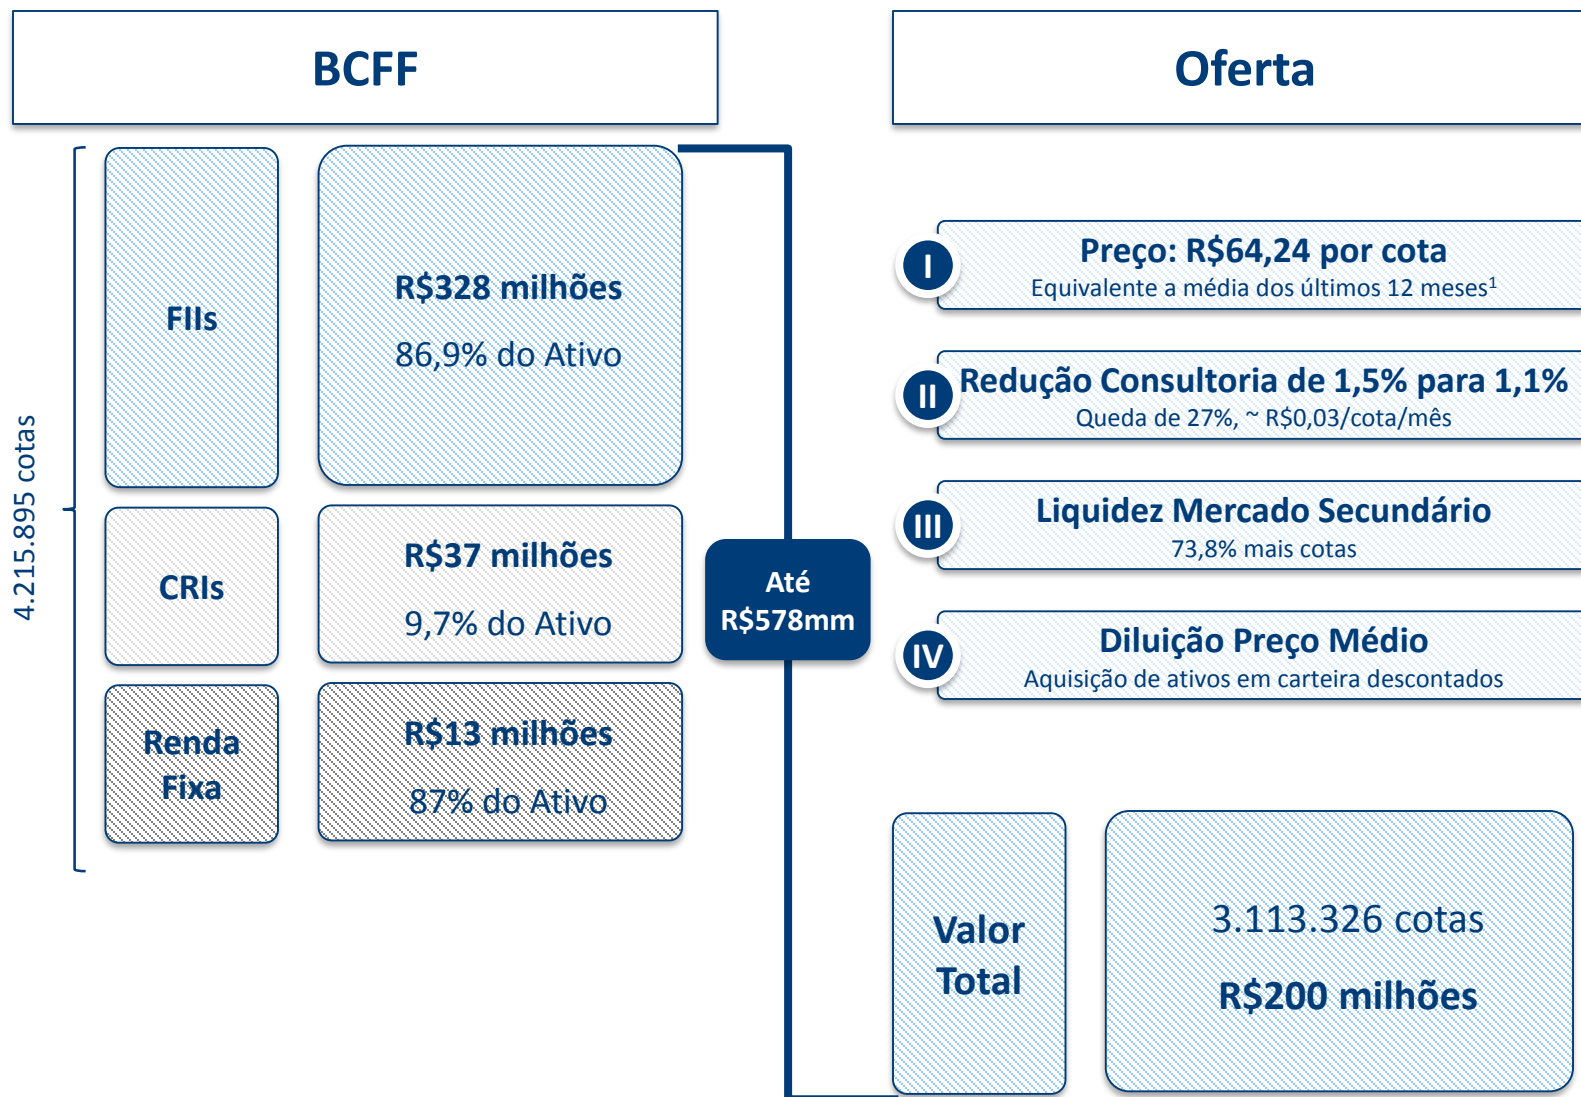 BCFF
4.215.895 cotas
FIIs
R$328 milhões
86,9% do Ativo
CRIs
R$37 milhões
9,7% do Ativo
Renda
Fixa
R$13 milhões
87% do Ativo
Até
R$578mm
Oferta
I
Preço: R$64,24 por cota
Equivalente a média dos últimos 12 meses¹
II
Redução Consultoria de 1,5% para 1,1%
Queda de 27%, ~ R$0,03/cota/mês
III
Liquidez Mercado Secundário
73,8% mais cotas
IV
Diluição Preço Médio
Aquisição de ativos em carteira descontados
Valor
Total
3.113.326 cotas
R$200 milhões